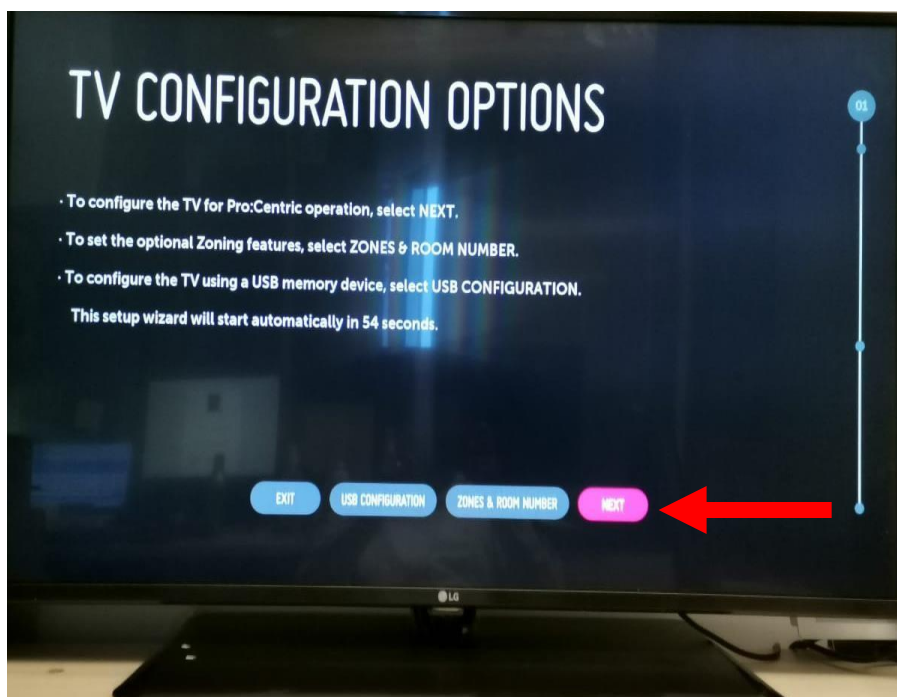 TV CONFIGURATION OPTIONS
01
· To configure the TV for Pro:Centric operation, select NEXT.
· To set the optional Zoning features, select ZONES & ROOM NUMBER.
· To configure the TV using a USB memory device, select USB CONFIGURATION.
This setup wizard will start automatically in 54 seconds.
EXIT USB CONFIGURATION ZONES & ROOM NUMBER NEXT
LG